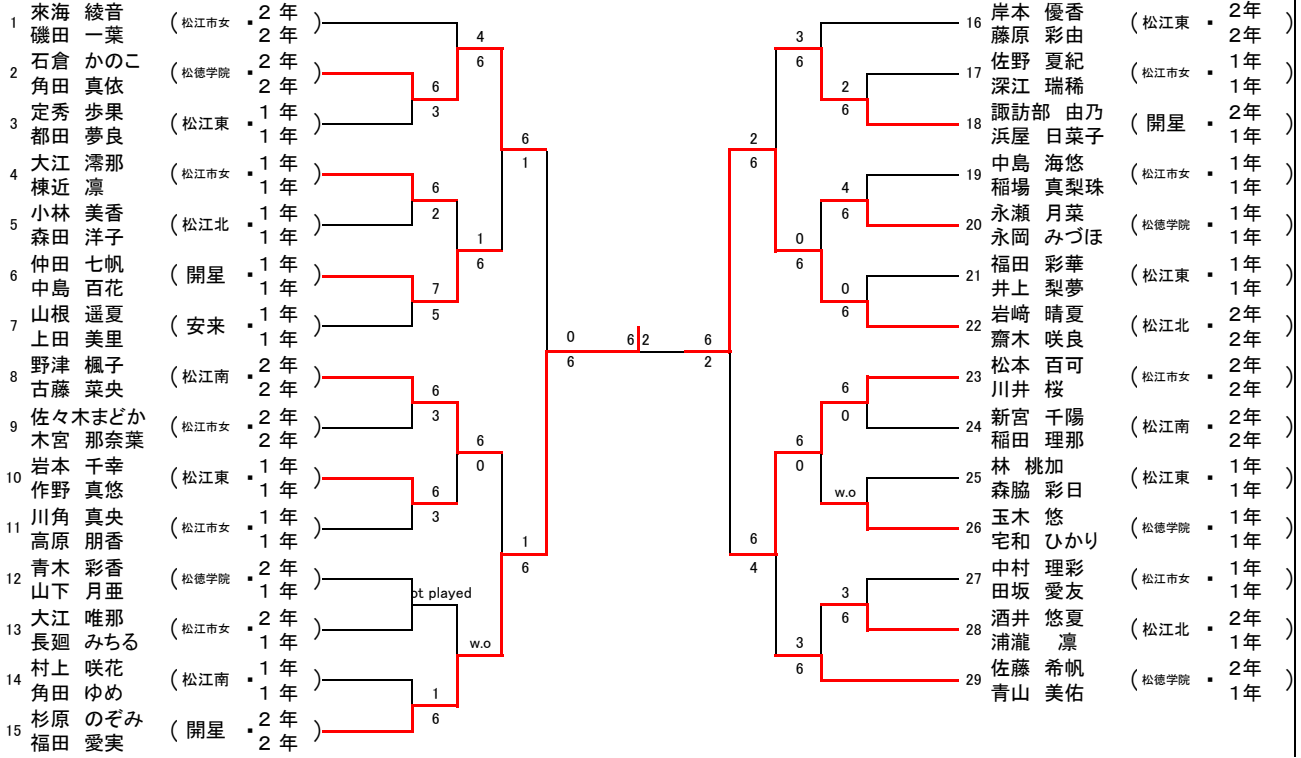 1 來海 綾音 (松江市女 ・ 2 年)
磯田 一葉 2 年
2 石倉 かのこ (松徳学院 ・ 2 年)
角田 真依 2 年
3 定秀 歩果 (松江東 ・ 1 年)
都田 夢良 1 年
4 大江 澪那 (松江市女 ・ 1 年)
棟近 凛 1 年
5 小林 美香 (松江北 ・ 1 年)
森田 洋子 1 年
6 仲田 七帆 (開星 ・ 1 年)
中島 百花 1 年
7 山根 遥夏 (安来 ・ 1 年)
上田 美里 1 年
8 野津 楓子 (松江南 ・ 2 年)
古藤 菜央 2 年
9 佐々木まどか (松江市女 ・ 2 年)
木宮 那奈葉 2 年
10 岩本 千幸 (松江東 ・ 1 年)
作野 真悠 1 年
11 川角 真央 (松江市女 ・ 1 年)
高原 朋香 1 年
12 青木 彩香 (松徳学院 ・ 2 年)
山下 月亜 1 年
13 大江 唯那 (松江市女 ・ 2 年)
長廻 みちる 1 年
14 村上 咲花 (松江南 ・ 1 年)
角田 ゆめ 1 年
15 杉原 のぞみ (開星 ・ 2 年)
福田 愛実 2 年
6
3
6
2
7
5
6
3
6
3
ot played
1
6
4
6
1
6
6
0
w.o
6
1
1
6
0
6
6 2
6
2
2
6
6
4
3
6
0
6
6
0
3
6
2
6
4
6
0
6
6
0
w.o
3
6
16 岸本 優香 (松江東 ・ 2年)
藤原 彩由 2年
17 佐野 夏紀 (松江市女 ・ 1年)
深江 瑞稀 1年
18 諏訪部 由乃 (開星 ・ 2年)
浜屋 日菜子 1年
19 中島 海悠 (松江市女 ・ 1年)
稲場 真梨珠 1年
20 永瀬 月菜 (松徳学院 ・ 1年)
永岡 みづほ 1年
21 福田 彩華 (松江東 ・ 1年)
井上 梨夢 1年
22 岩﨑 晴夏 (松江北 ・ 2年)
齋木 咲良 2年
23 松本 百可 (松江市女 ・ 2年)
川井 桜 2年
24 新宮 千陽 (松江南 ・ 2年)
稲田 理那 2年
25 林 桃加 (松江東 ・ 1年)
森脇 彩日 1年
26 玉木 悠 (松徳学院 ・ 1年)
宅和 ひかり 1年
27 中村 理彩 (松江市女 ・ 1年)
田坂 愛友 1年
28 酒井 悠夏 (松江北 ・ 2年)
浦瀧 凛 1年
29 佐藤 希帆 (松徳学院 ・ 2年)
青山 美佑 1年